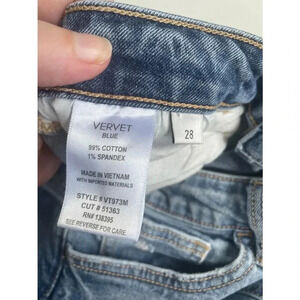 VERVET
BLUE
99% COTTON
1% SPANDEX
MADE IN VIETNAM
WITH IMPORTED MATERIALS
STYLE # VT973M
CUT # 51363
RN# 138395
SEE REVERSE FOR CARE
28